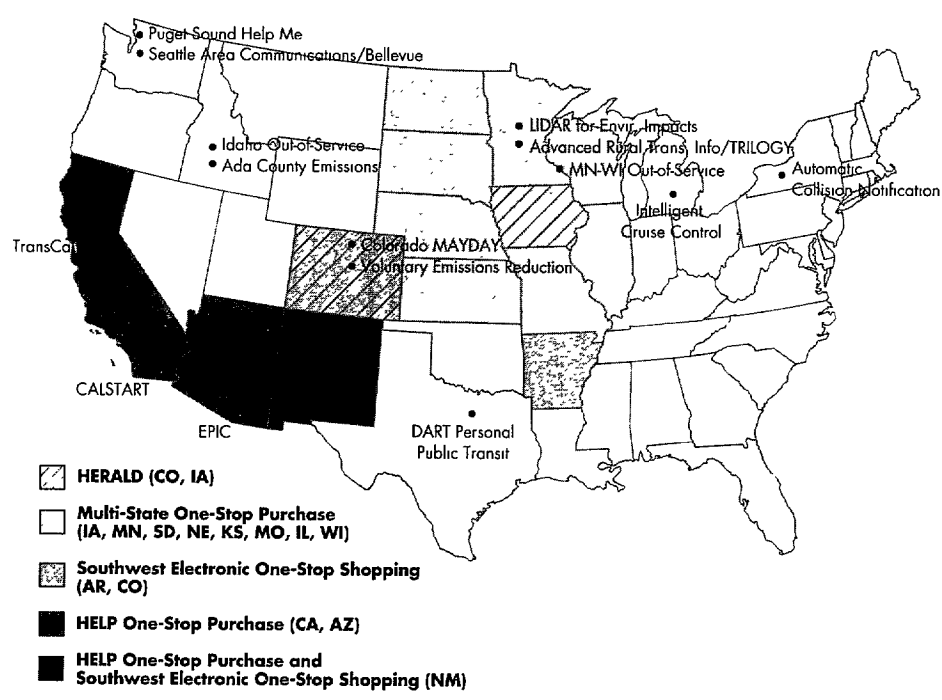 Puget Sound Help Me
Seattle Area Communications/Bellevue
LIDAR for Envir. Impacts
Advanced Rural Trans. Info/TRILOGY
Idaho Out-of-Service
Ada County Emissions
MN-WI Out-of-Service
Automatic
Collision Notification
Intelligent
Cruise Control
TransCal
Colorado MAYDAY
Voluntary Emissions Reduction
CALSTART
EPIC
DART Personal
Public Transit
HERALD (CO, IA)
Multi-State One-Stop Purchase
(IA, MN, SD, NE, KS, MO, IL, WI)
Southwest Electronic One-Stop Shopping
(AR, CO)
HELP One-Stop Purchase (CA, AZ)
HELP One-Stop Purchase and
Southwest Electronic One-Stop Shopping (NM)